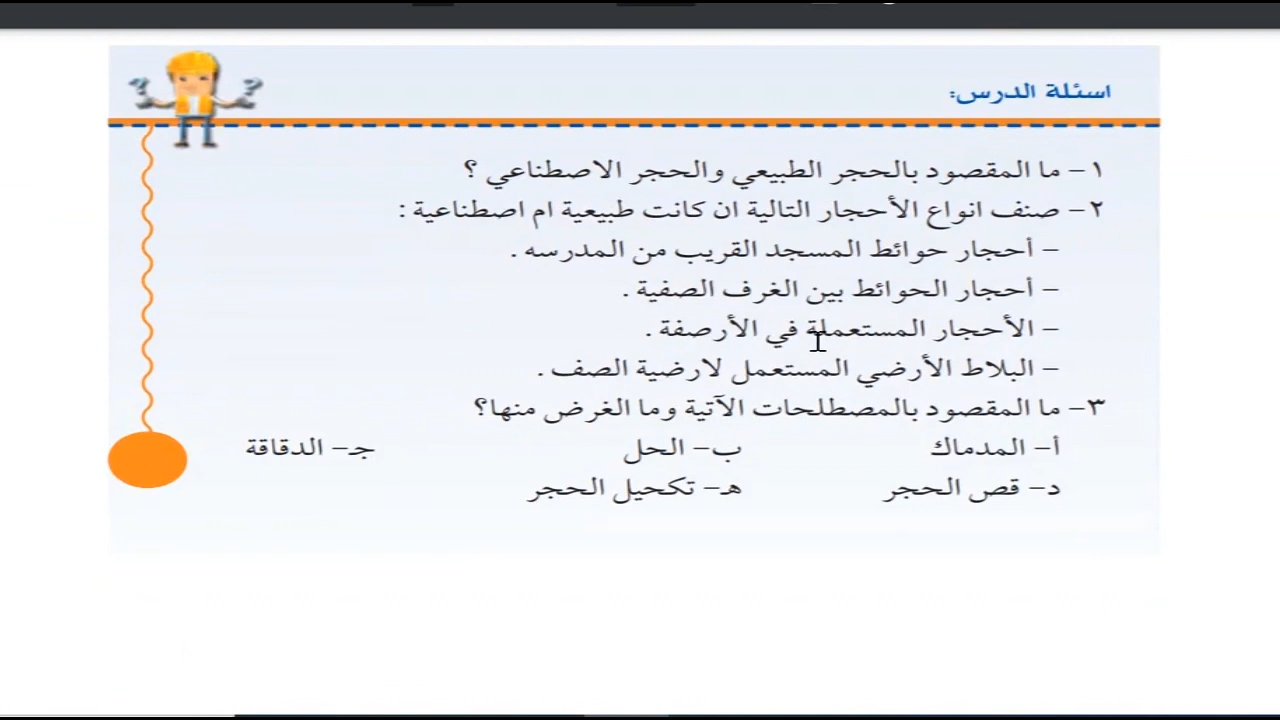 اسئلة الدرس:
١- ما المقصود بالحجر الطبيعي والحجر الاصطناعي ؟
٢- صنف انواع الأحجار التالية ان كانت طبيعية ام اصطناعية :
- أحجار حوائط المسجد القريب من المدرسه .
- أحجار الحوائط بين الغرف الصفية .
- الأحجار المستعملة في الأرصفة .
- البلاط الأرضي المستعمل لارضية الصف .
٣- ما المقصود بالمصطلحات الآتية وما الغرض منها؟
أ- المدماك ب- الحل جـ- الدقاقة
د- قص الحجر هـ- تكحيل الحجر